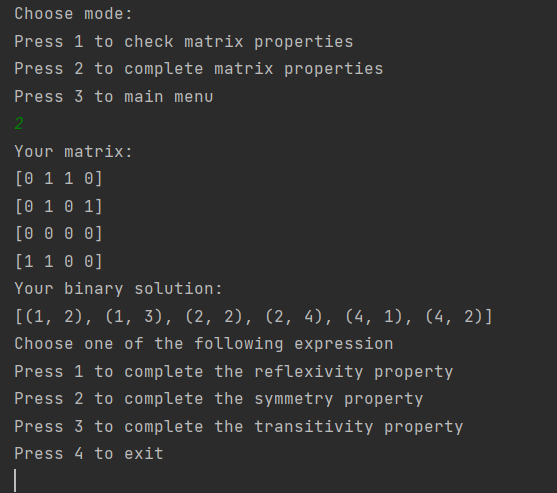 Choose mode:
Press 1 to check matrix properties
Press 2 to complete matrix properties
Press 3 to main menu
2
Your matrix:
[0 1 1 0]
[0 1 0 1]
[0 0 0 0]
[1 1 0 0]
Your binary solution:
[(1, 2), (1, 3), (2, 2), (2, 4), (4, 1), (4, 2)]
Choose one of the following expression
Press 1 to complete the reflexivity property
Press 2 to complete the symmetry property
Press 3 to complete the transitivity property
Press 4 to exit